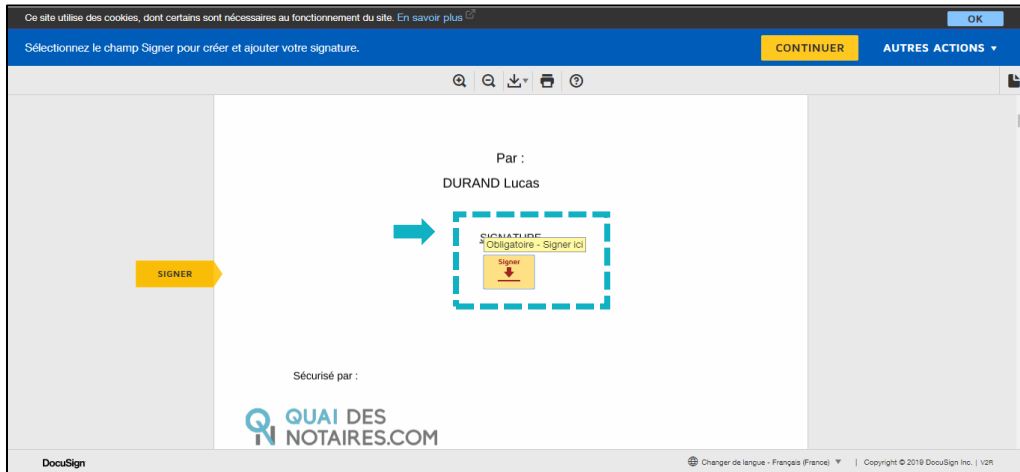 Ce site utilise des cookies, dont certains sont nécessaires au fonctionnement du site. En savoir plus
OK
Sélectionnez le champ Signer pour créer et ajouter votre signature.
CONTINUER
AUTRES ACTIONS
Par :
DURAND Lucas
SIGNATURE
Obligatoire - Signer ici
Signer
SIGNER
Sécurisé par :
QUAI DES
NOTAIRES.COM
DocuSign
Changer de langue - Français (France) | Copyright © 2019 DocuSign Inc. | V2R